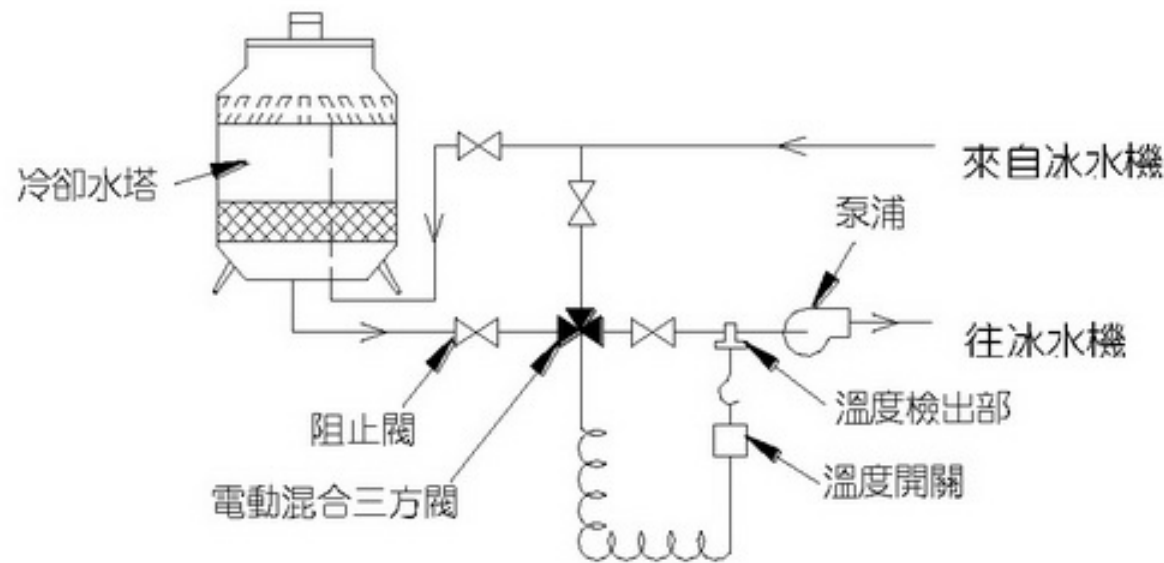 來自冰水機
冷卻水塔
泵浦
往冰水機
溫度檢出部
阻止閥
溫度開關
電動混合三方閥